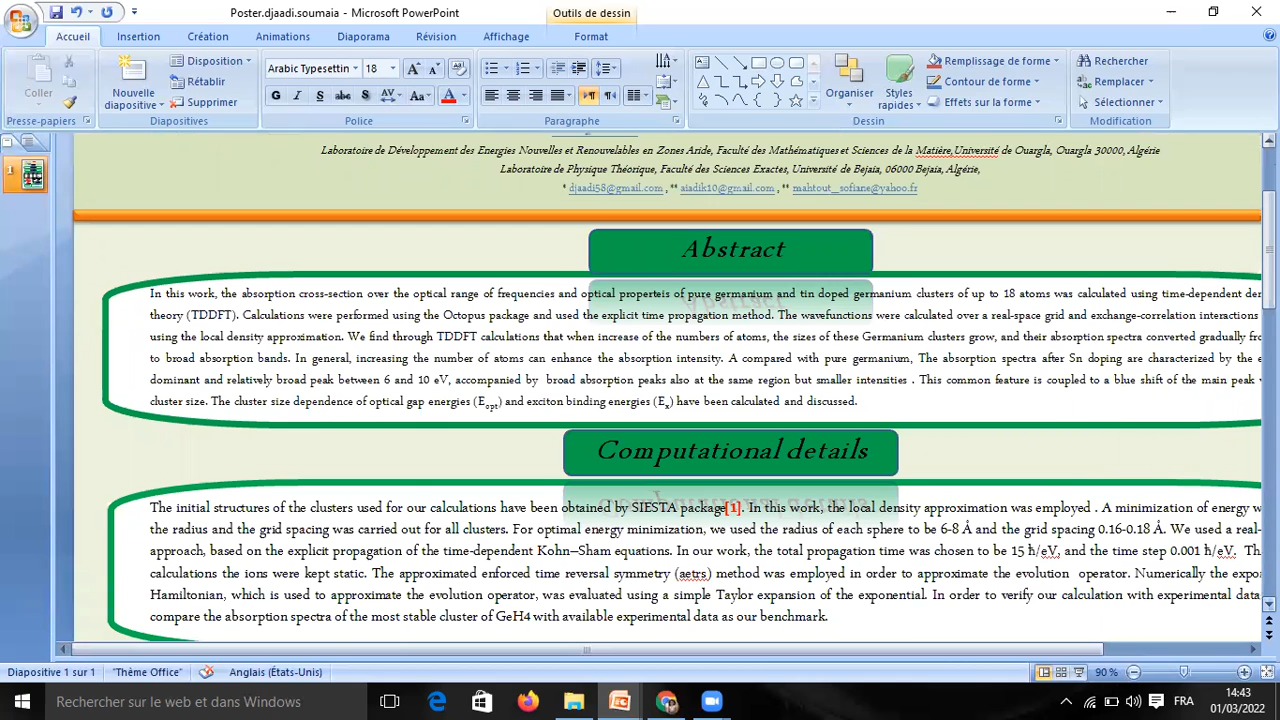 Poster.djaadi.soumaia - Microsoft PowerPoint
Outils de dessin
Accueil
Insertion
Création
Animations
Diaporama
Révision
Affichage
Format
Coller
Nouvelle diapositive
Disposition
Rétablir
Supprimer
Arabic Typesettin
18
G I S abc S AV Aa A
Organiser
Styles rapides
Remplissage de forme
Contour de forme
Effets sur la forme
Rechercher
Remplacer
Sélectionner
Presse-papiers
Diapositives
Police
Paragraphe
Dessin
Modification
1
Laboratoire de Développement des Energies Nouvelles et Renouvelables en Zones Aride, Faculté des Mathématiques et Sciences de la Matière,Université de Ouargla, Ouargla 30000, Algérie
Laboratoire de Physique Théorique, Faculté des Sciences Exactes, Université de Bejaia, 06000 Bejaia, Algérie,
* djaadi58@gmail.com , ** aiadik10@gmail.com , ** mahtout_sofiane@yahoo.fr
Abstract
In this work, the absorption cross-section over the optical range of frequencies and optical properteis of pure germanium and tin doped germanium clusters of up to 18 atoms was calculated using time-dependent den
theory (TDDFT). Calculations were performed using the Octopus package and used the explicit time propagation method. The wavefunctions were calculated over a real-space grid and exchange-correlation interactions
using the local density approximation. We find through TDDFT calculations that when increase of the numbers of atoms, the sizes of these Germanium clusters grow, and their absorption spectra converted gradually fro
to broad absorption bands. In general, increasing the number of atoms can enhance the absorption intensity. A compared with pure germanium, The absorption spectra after Sn doping are characterized by the e
dominant and relatively broad peak between 6 and 10 eV, accompanied by broad absorption peaks also at the same region but smaller intensities . This common feature is coupled to a blue shift of the main peak
cluster size. The cluster size dependence of optical gap energies (Eopt) and exciton binding energies (Ex) have been calculated and discussed.
Computational details
The initial structures of the clusters used for our calculations have been obtained by SIESTA package[1]. In this work, the local density approximation was employed . A minimization of energy w
the radius and the grid spacing was carried out for all clusters. For optimal energy minimization, we used the radius of each sphere to be 6-8 Å and the grid spacing 0.16-0.18 Å. We used a real-
approach, based on the explicit propagation of the time-dependent Kohn–Sham equations. In our work, the total propagation time was chosen to be 15 ħ/eV, and the time step 0.001 ħ/eV. Th
calculations the ions were kept static. The approximated enforced time reversal symmetry (aetrs) method was employed in order to approximate the evolution operator. Numerically the expo
Hamiltonian, which is used to approximate the evolution operator, was evaluated using a simple Taylor expansion of the exponential. In order to verify our calculation with experimental data
compare the absorption spectra of the most stable cluster of GeH4 with available experimental data as our benchmark.
Diapositive 1 sur 1
"Thème Office"
Anglais (États-Unis)
90 %
Rechercher sur le web et dans Windows
FRA
14:43
01/03/2022